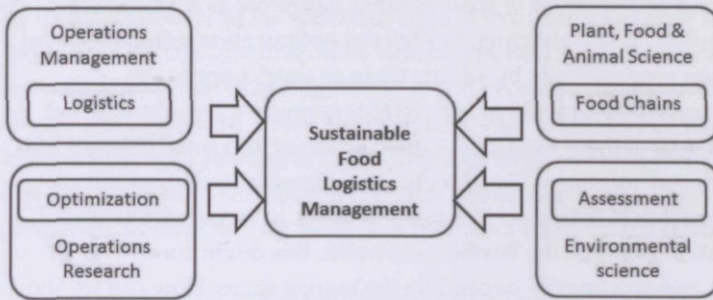 Operations
Management
Logistics
Optimization
Operations
Research
Sustainable
Food
Logistics
Management
Plant, Food &
Animal Science
Food Chains
Assessment
Environmental
science